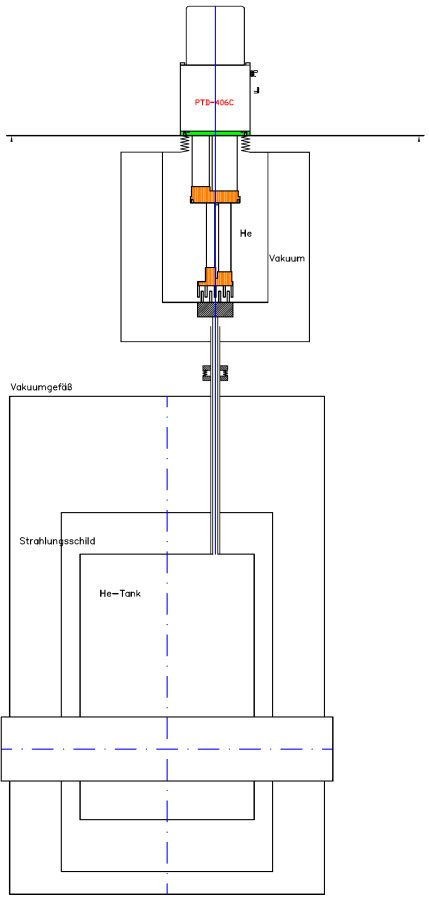 PTD-406C
He
Vakuum
Vakuumgefäß
Strahlungsschild
He-Tank